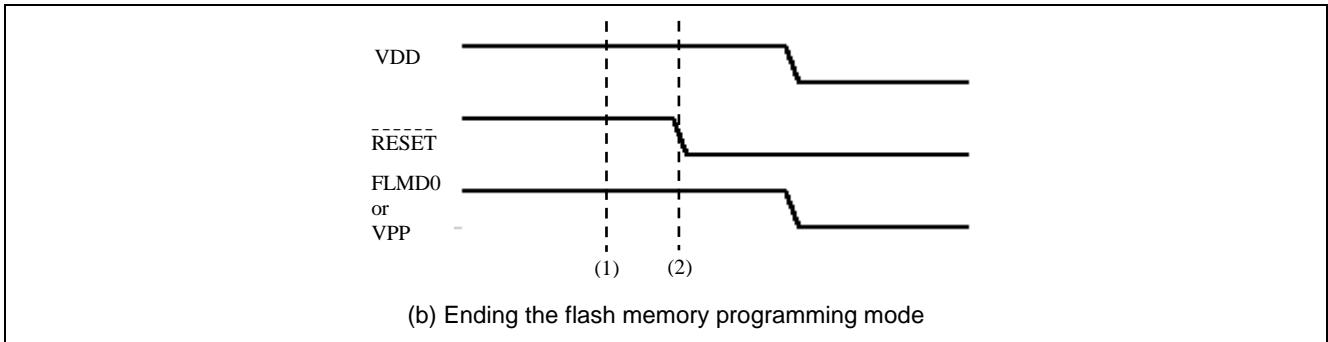 VDD
RESET
FLMD0
or
VPP
(1)
(2)
(b) Ending the flash memory programming mode